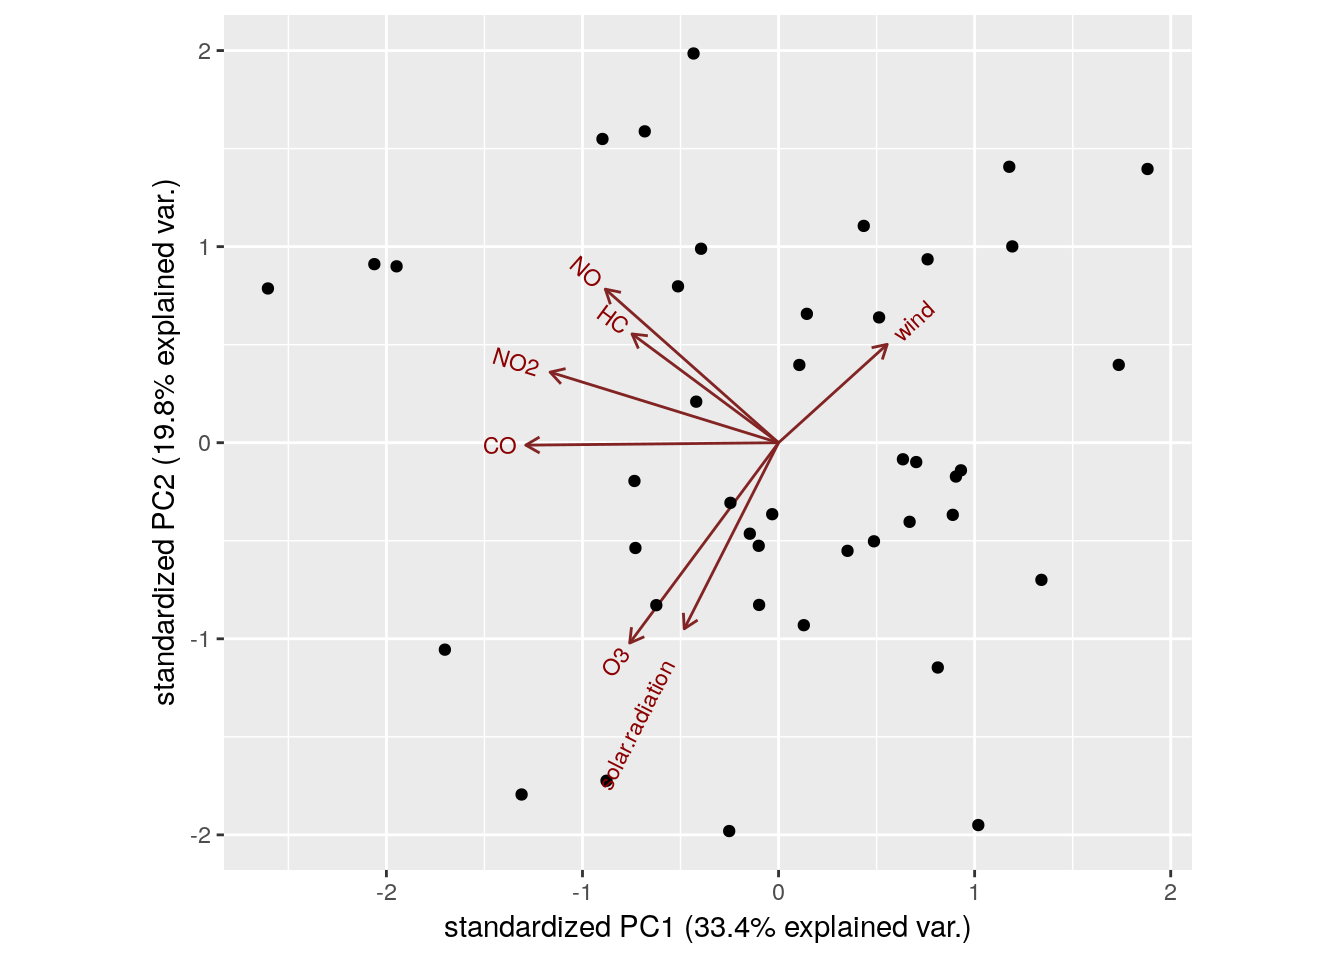 2
1
0
-1
-2
standardized PC2 (19.8% explained var.)
NO
HC
NO2
CO
wind
O3
solar.radiation
-2
-1
0
1
2
standardized PC1 (33.4% explained var.)